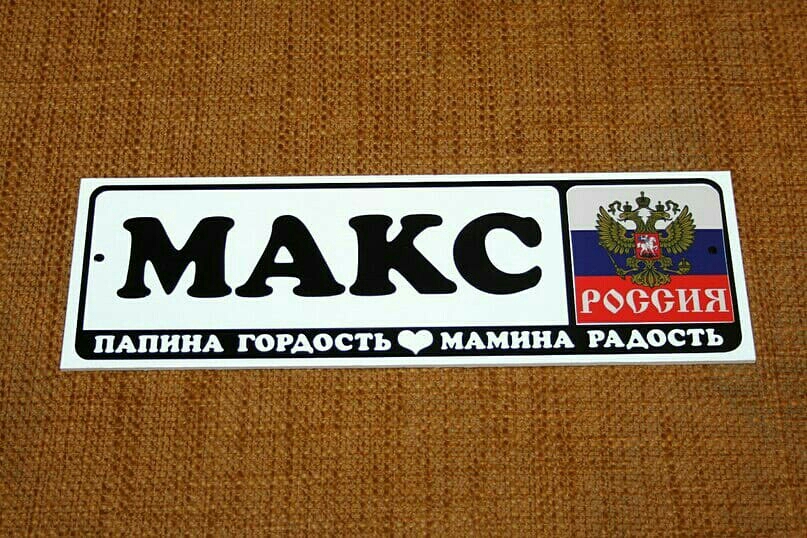 МАКС
РОССИЯ
ПАПИНА ГОРДОСТЬ МАМИНА РАДОСТЬ